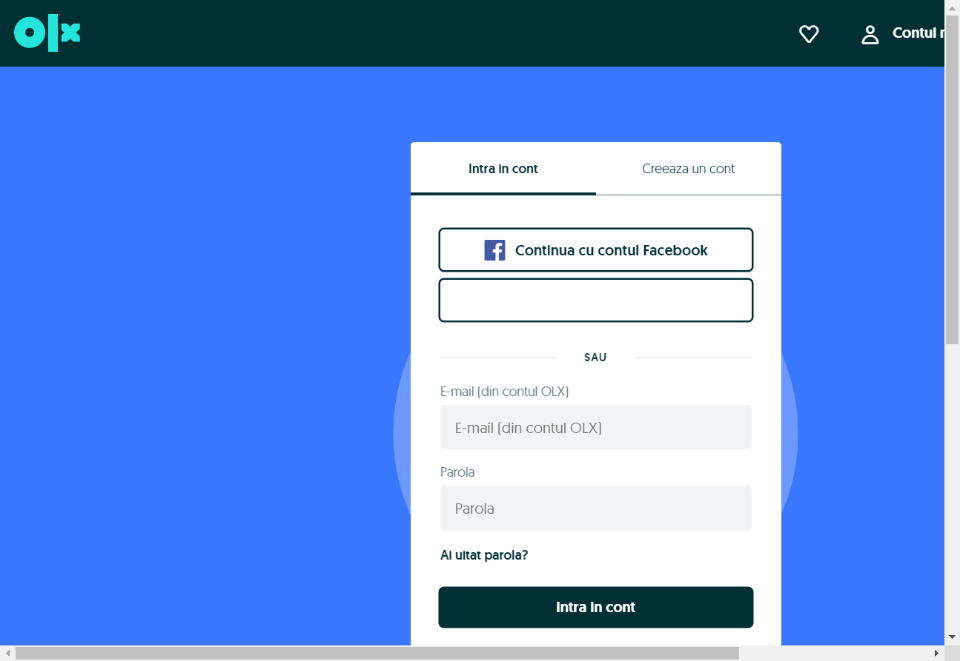 olx
Contul
Intra in cont
Creeaza un cont
Continua cu contul Facebook
SAU
E-mail (din contul OLX)
E-mail (din contul OLX)
Parola
Parola
Ai uitat parola?
Intra in cont